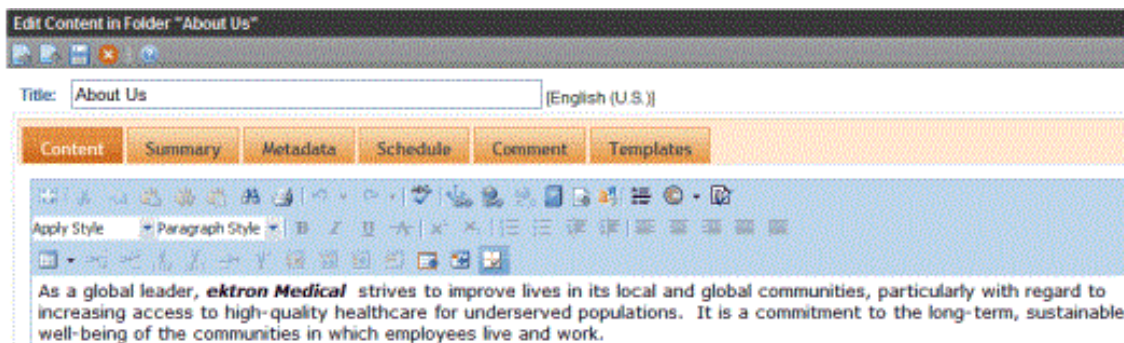 Edit Content in Folder "About Us"
Title: About Us [English (U.S.)]
Content Summary Metadata Schedule Comment Templates
Apply Style Paragraph Style B I U A x² x₂
As a global leader, ektron Medical strives to improve lives in its local and global communities, particularly with regard to
increasing access to high-quality healthcare for underserved populations. It is a commitment to the long-term, sustainable
well-being of the communities in which employees live and work.